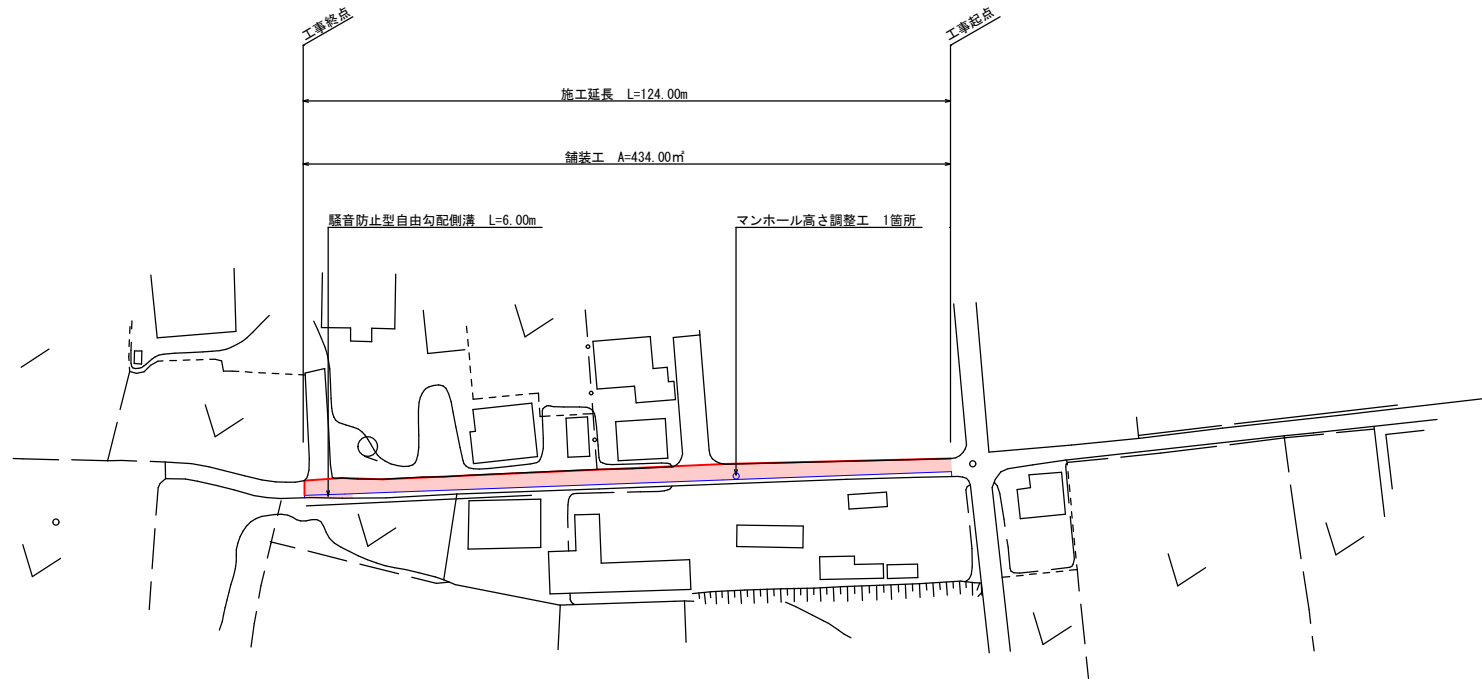 工事終点
工事起点
施工延長 L=124.00m
舗装工 A=434.00㎡
騒音防止型自由勾配側溝 L=6.00m
マンホール高さ調整工 1箇所